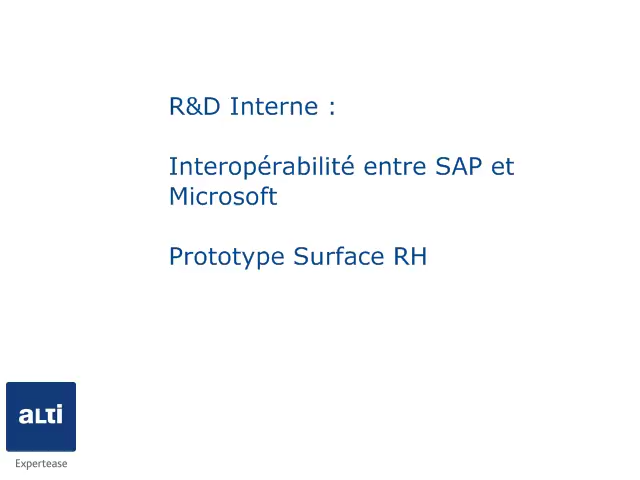 R&D Interne :
Interopérabilité entre SAP et
Microsoft
Prototype Surface RH
aLTi
Expertease